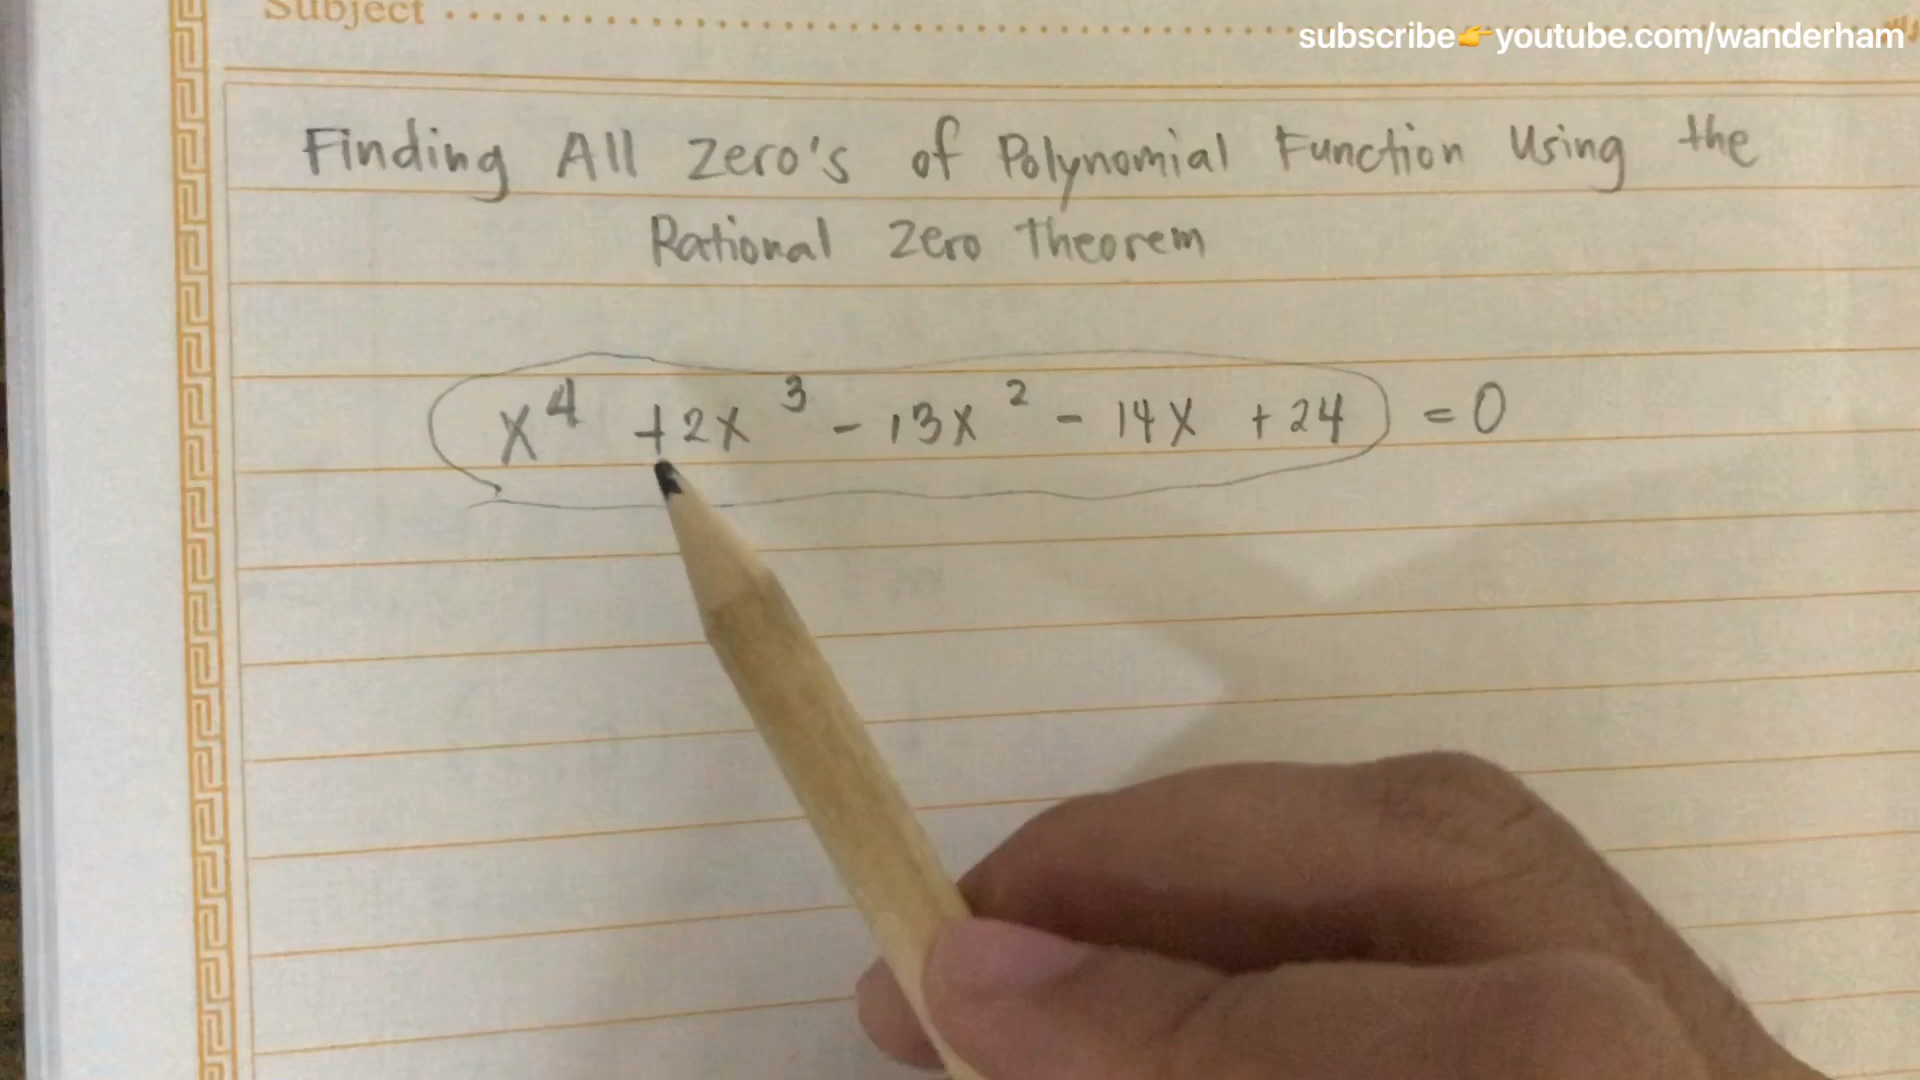 Subject
subscribe👉youtube.com/wanderham
Finding All Zero's of Polynomial Function Using the
Rational Zero Theorem
x⁴ + 2x³ - 13x² - 14x + 24 = 0